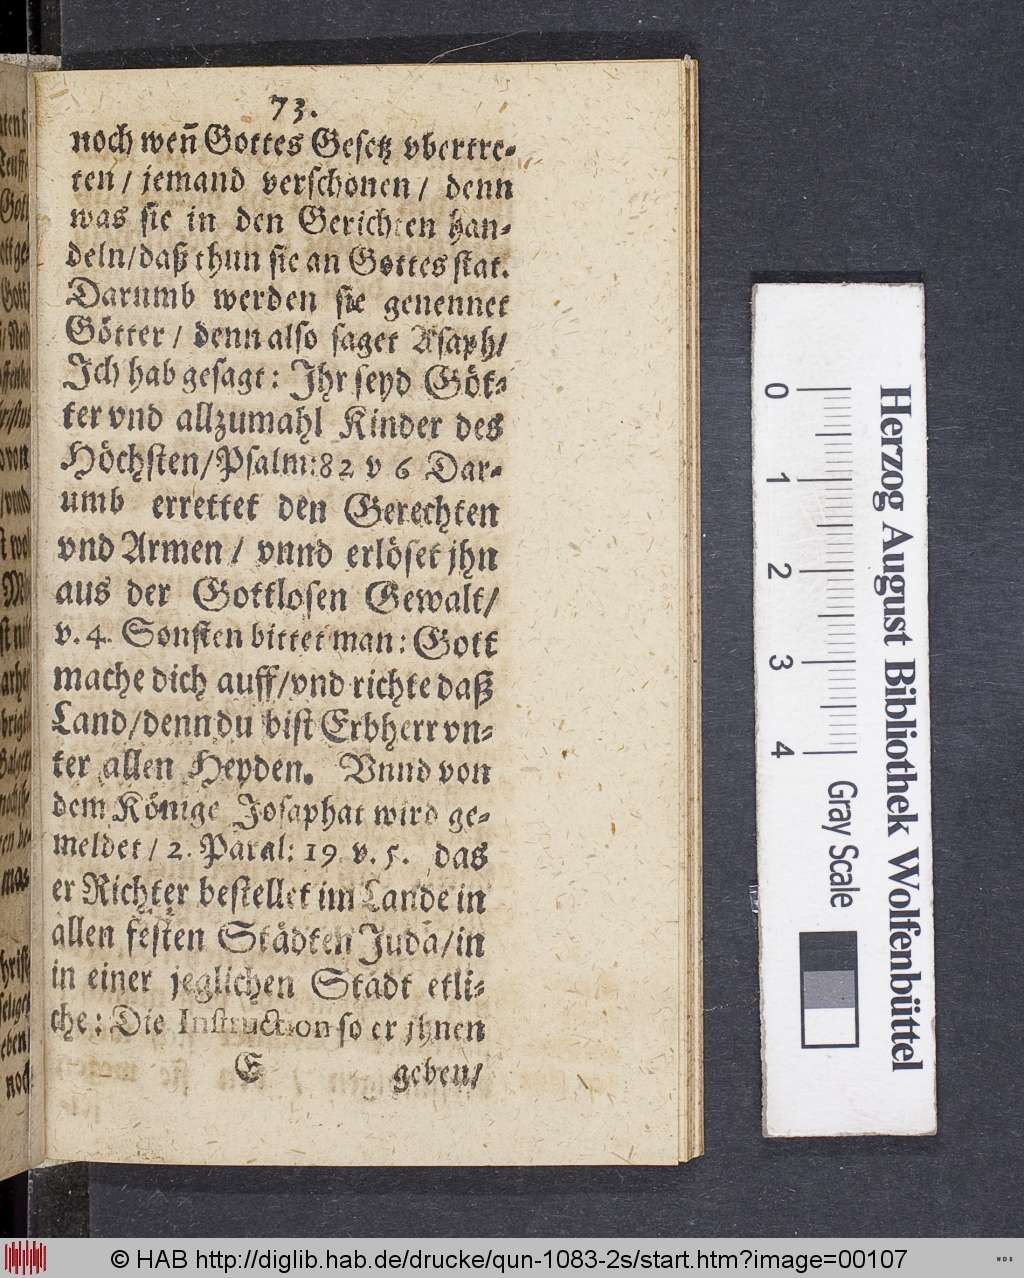 73.
noch weñ Gottes Gesetz vbertre-
ten / jemand verschonen / denn
was sie in den Gerichten han-
deln/daß thun sie an Gottes stat.
Darumb werden sie genennet
Götter / denn also saget Asaph/
Ich hab gesagt: Ihr seyd Göt-
ter vnd allzumahl Kinder des
Höchsten/Psalm:82 v 6 Dar-
umb errettet den Gerechten
vnd Armen / vnnd erlöset jhn
aus der Gottlosen Gewalt/
v. 4. Sonsten bittet man: Gott
mache dich auff/vnd richte daß
Land/denn du bist Erbherr vn-
ter allen Heyden. Vnnd von
dem Könige Josaphat wird ge-
meldet / 2. Paral: 19. v. 5. das
er Richter bestellet im Lande in
allen festen Städten Juda/in
in einer jeglichen Stadt etli-
che: Die Instruction so er jhnen
E geben/
Herzog August Bibliothek Wolfenbüttel
0 1 2 3 4 Gray Scale
© HAB http://diglib.hab.de/drucke/qun-1083-2s/start.htm?image=00107